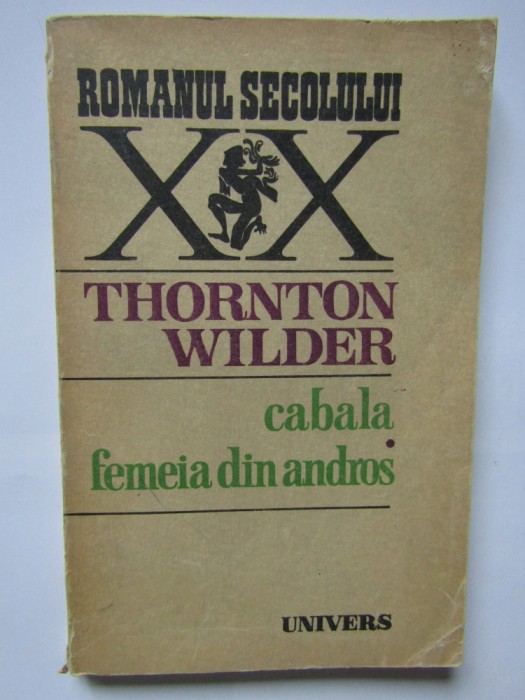 ROMANUL SECOLULUI
XX
THORNTON
WILDER
cabala
•
femeia din andros
UNIVERS